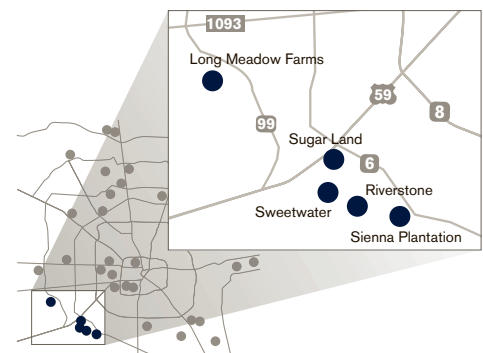 1093
Long Meadow Farms
59
8
99
Sugar Land
6
Riverstone
Sweetwater
Sienna Plantation